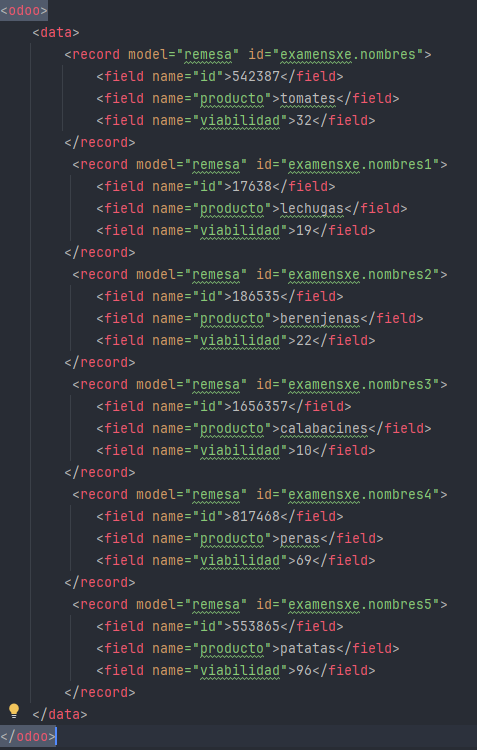 <odoo>
    <data>
        <record model="remesa" id="examensxe.nombres">
            <field name="id">542387</field>
            <field name="producto">tomates</field>
            <field name="viabilidad">32</field>
        </record>
         <record model="remesa" id="examensxe.nombres1">
            <field name="id">17638</field>
            <field name="producto">lechugas</field>
            <field name="viabilidad">19</field>
        </record>
         <record model="remesa" id="examensxe.nombres2">
            <field name="id">186535</field>
            <field name="producto">berenjenas</field>
            <field name="viabilidad">22</field>
        </record>
         <record model="remesa" id="examensxe.nombres3">
            <field name="id">1656357</field>
            <field name="producto">calabacines</field>
            <field name="viabilidad">10</field>
        </record>
         <record model="remesa" id="examensxe.nombres4">
            <field name="id">817468</field>
            <field name="producto">peras</field>
            <field name="viabilidad">69</field>
        </record>
         <record model="remesa" id="examensxe.nombres5">
            <field name="id">553865</field>
            <field name="producto">patatas</field>
            <field name="viabilidad">96</field>
        </record>
    </data>
</odoo>